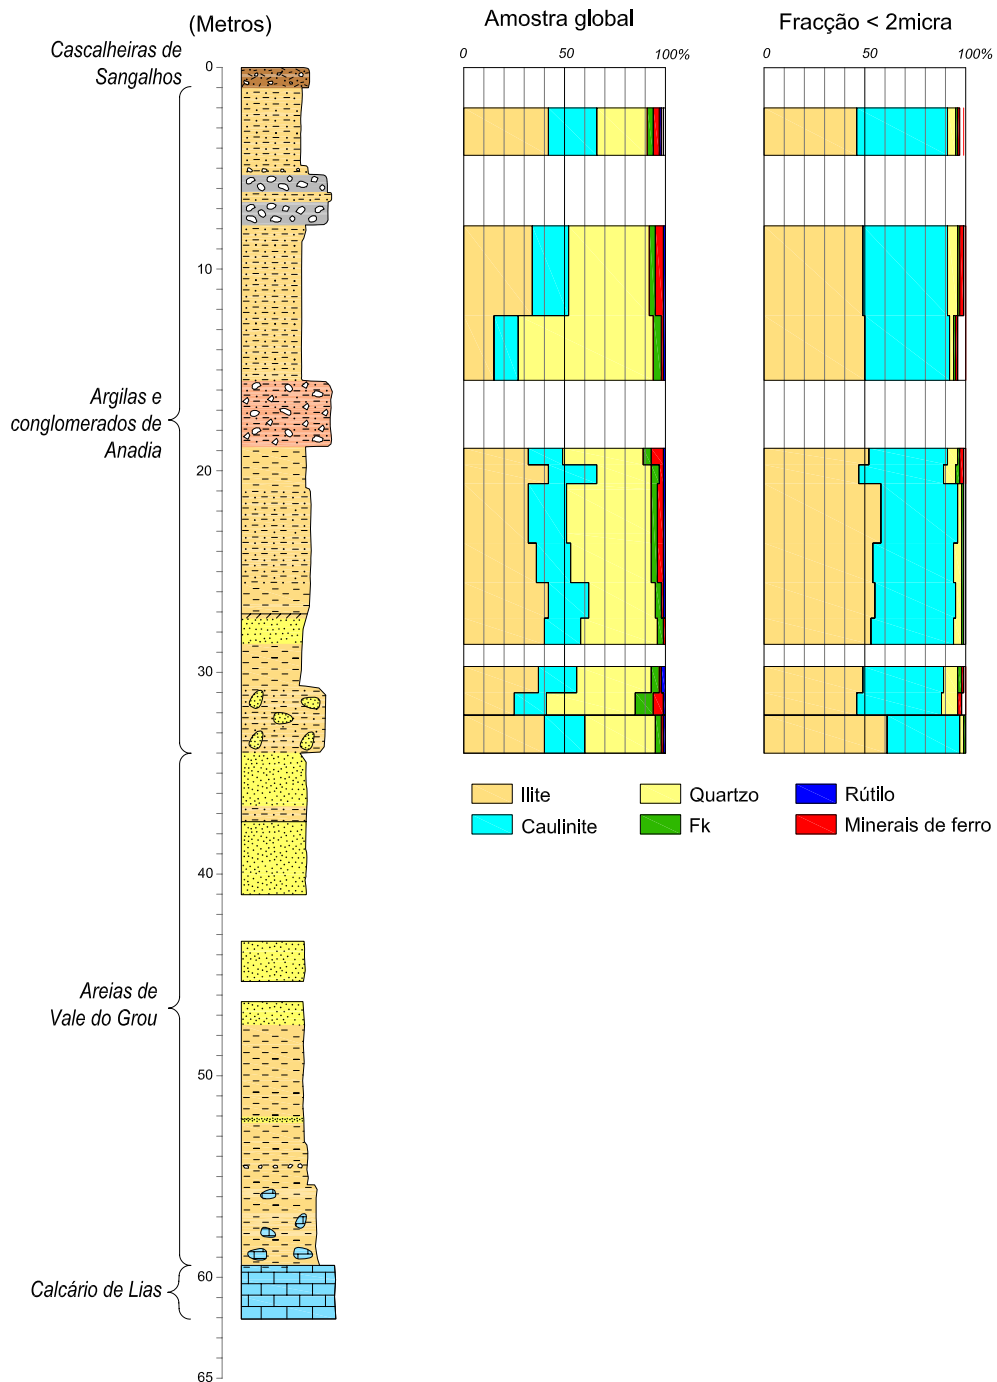 (Metros)
Amostra global
Fracção < 2micra
0
50
100%
0
50
100%
Cascalheiras de
Sangalhos
0
10
Argilas e
conglomerados de
Anadia
20
30
Ilite
Quartzo
Rútilo
Caulinite
Fk
Minerais de ferro
40
Areias de
Vale do Grou
50
60
Calcário de Lias
65